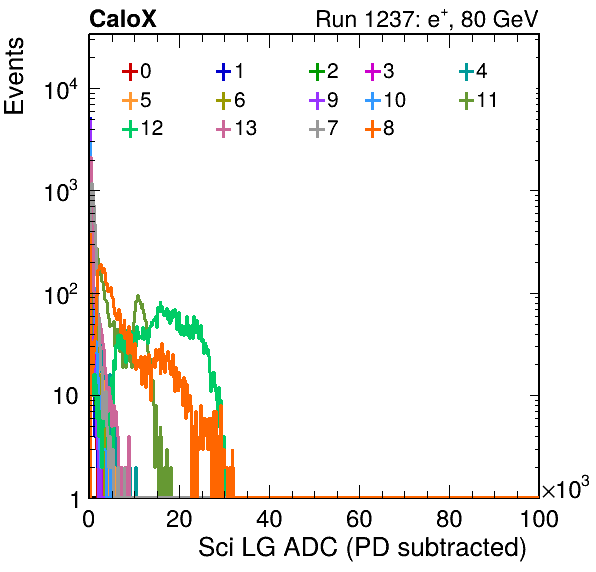 CaloX Run 1237: e⁺, 80 GeV
Events
0 1 2 3 4
5 6 9 10 11
12 13 7 8
10⁴
10³
10²
10
1
0 20 40 60 80 100
×10³
Sci LG ADC (PD subtracted)